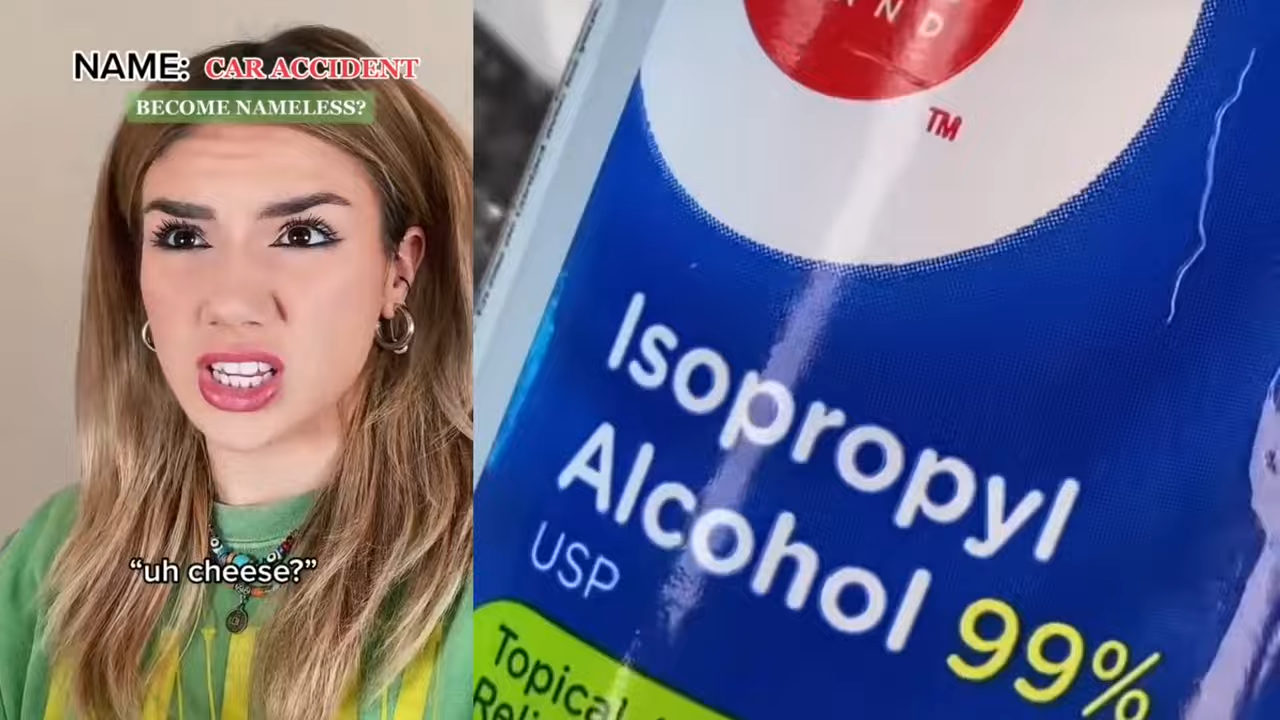 NAME: CAR ACCIDENT
BECOME NAMELESS?
"uh cheese?"
TM
Isopropyl
Alcohol 99%
USP
Topical